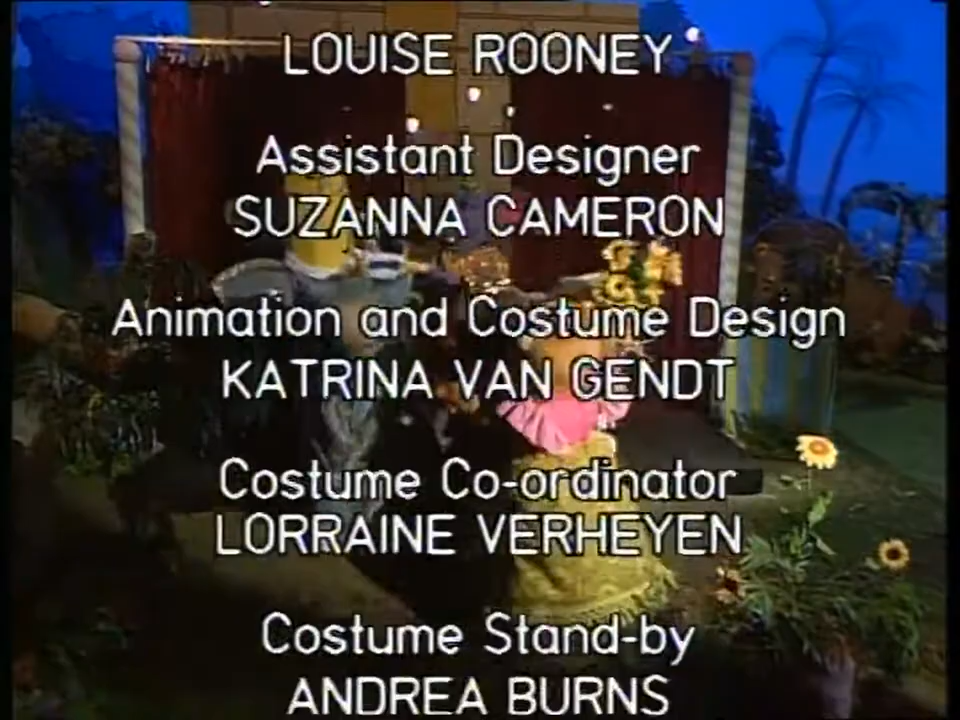 LOUISE ROONEY
Assistant Designer
SUZANNA CAMERON
Animation and Costume Design
KATRINA VAN GENDT
Costume Co-ordinator
LORRAINE VERHEYEN
Costume Stand-by
ANDREA BURNS